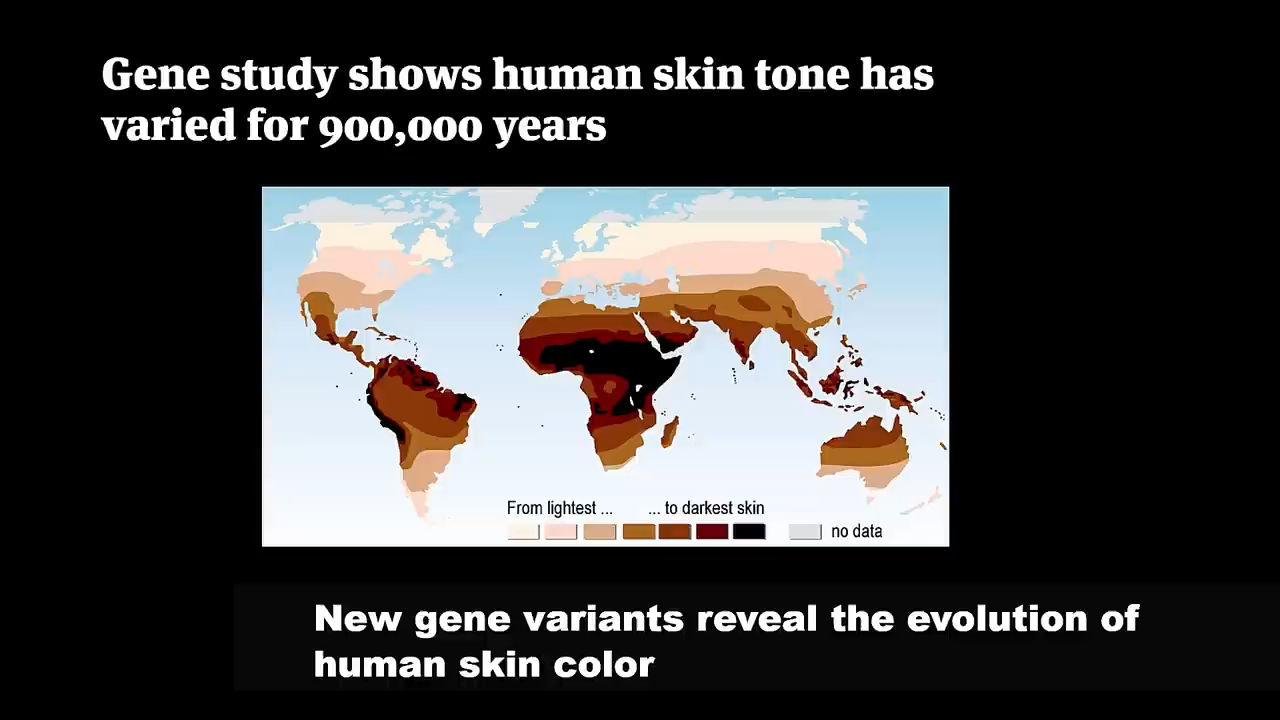 Gene study shows human skin tone has
varied for 900,000 years
From lightest ... ... to darkest skin
no data
New gene variants reveal the evolution of
human skin color